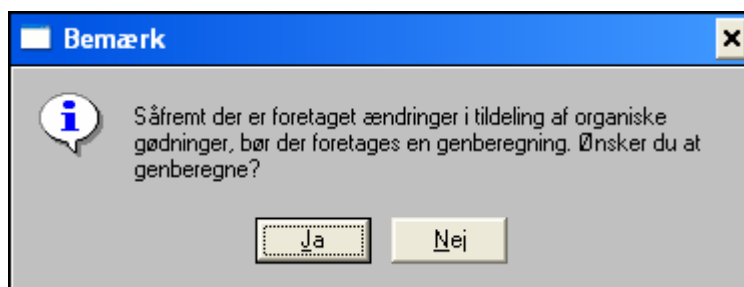 Bemærk
Såfremt der er foretaget ændringer i tildeling af organiske
gødninger, bør der foretages en genberegning. Ønsker du at
genberegne?
Ja
Nej